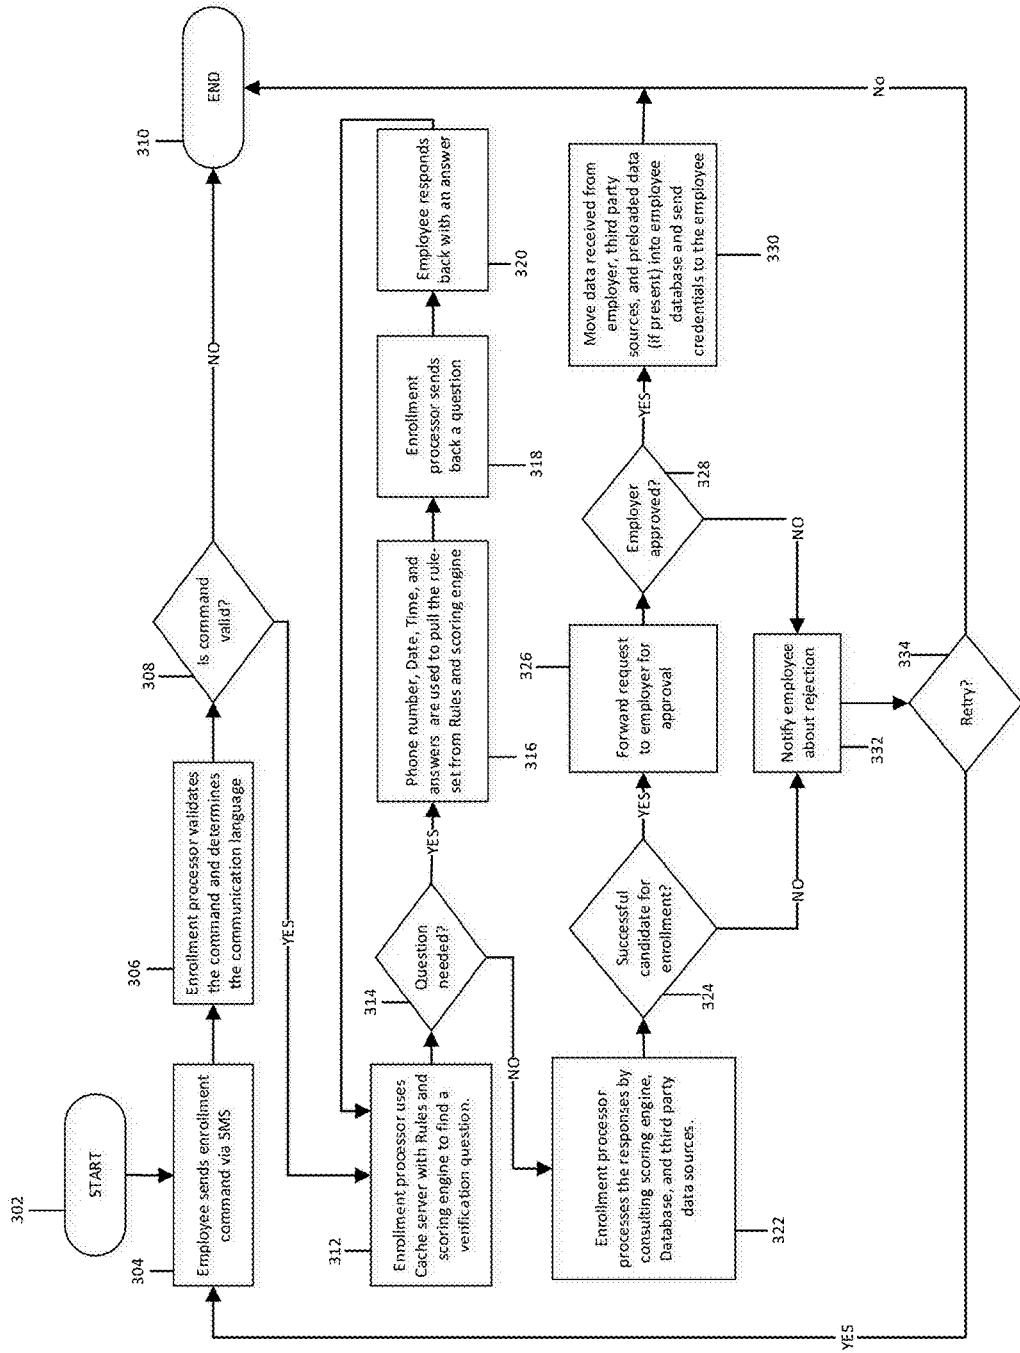 302
START
304
Employee sends enrollment
command via SMS
306
Enrollment processor validates
the command and determines
the communication language
308
Is command
valid?
NO
310
END
YES
312
Enrollment processor uses
Cache server with Rules and
scoring engine to find a
verification question.
314
Question
needed?
YES
316
Phone number, Date, Time, and
answers are used to pull the rule-
set from Rules and scoring engine
318
Enrollment
processor sends
back a question
320
Employee responds
back with an answer
NO
322
Enrollment processor
processes the responses by
consulting scoring engine,
Database, and third party
data sources.
324
Successful
candidate for
enrollment?
YES
326
Forward request
to employer for
approval
328
Employer
approved?
YES
330
Move data received from
employer, third party
sources, and preloaded data
(if present) into employee
database and send
credentials to the employee
NO
NO
332
Notify employee
about rejection
334
Retry?
YES
No